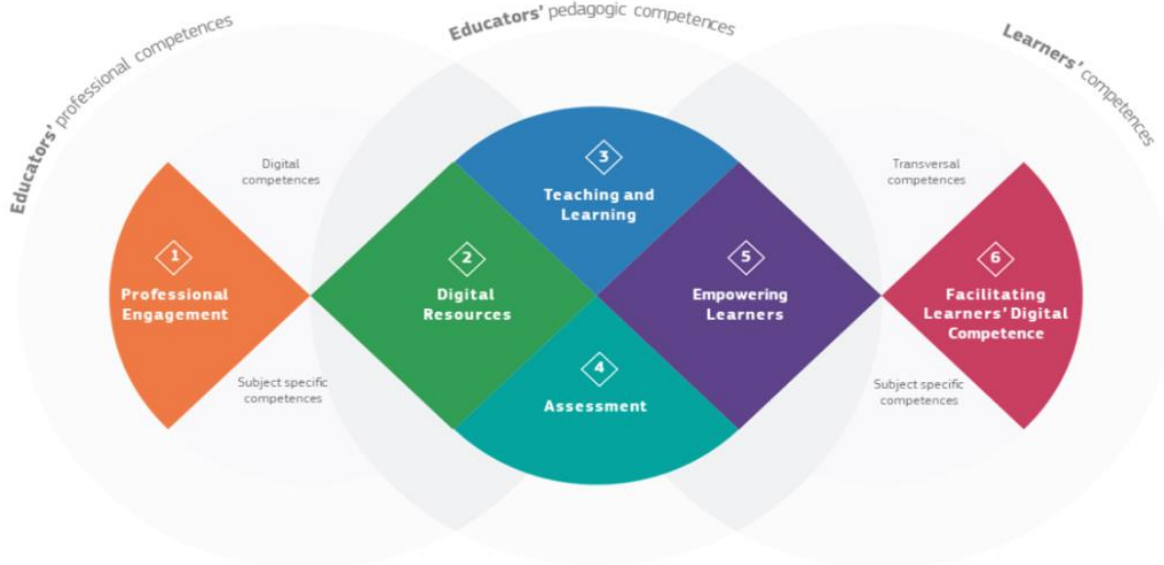 Educators' professional competences
Educators' pedagogic competences
Learners' competences
Digital
competences
Transversal
competences
1
Professional
Engagement
2
Digital
Resources
3
Teaching and
Learning
4
Assessment
5
Empowering
Learners
6
Facilitating
Learners' Digital
Competence
Subject specific
competences
Subject specific
competences